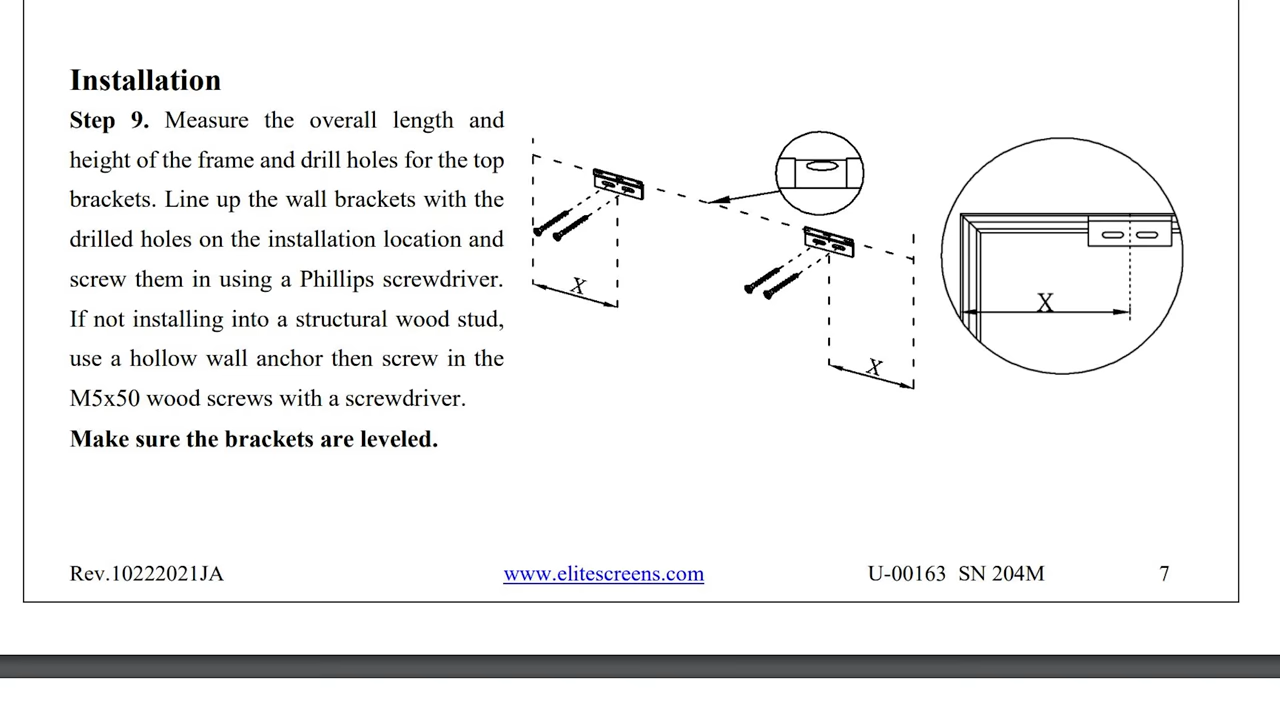 Installation
Step 9. Measure the overall length and
height of the frame and drill holes for the top
brackets. Line up the wall brackets with the
drilled holes on the installation location and
screw them in using a Phillips screwdriver.
If not installing into a structural wood stud,
use a hollow wall anchor then screw in the
M5x50 wood screws with a screwdriver.
Make sure the brackets are leveled.
X
X
X
Rev.10222021JA www.elitescreens.com U-00163 SN 204M 7